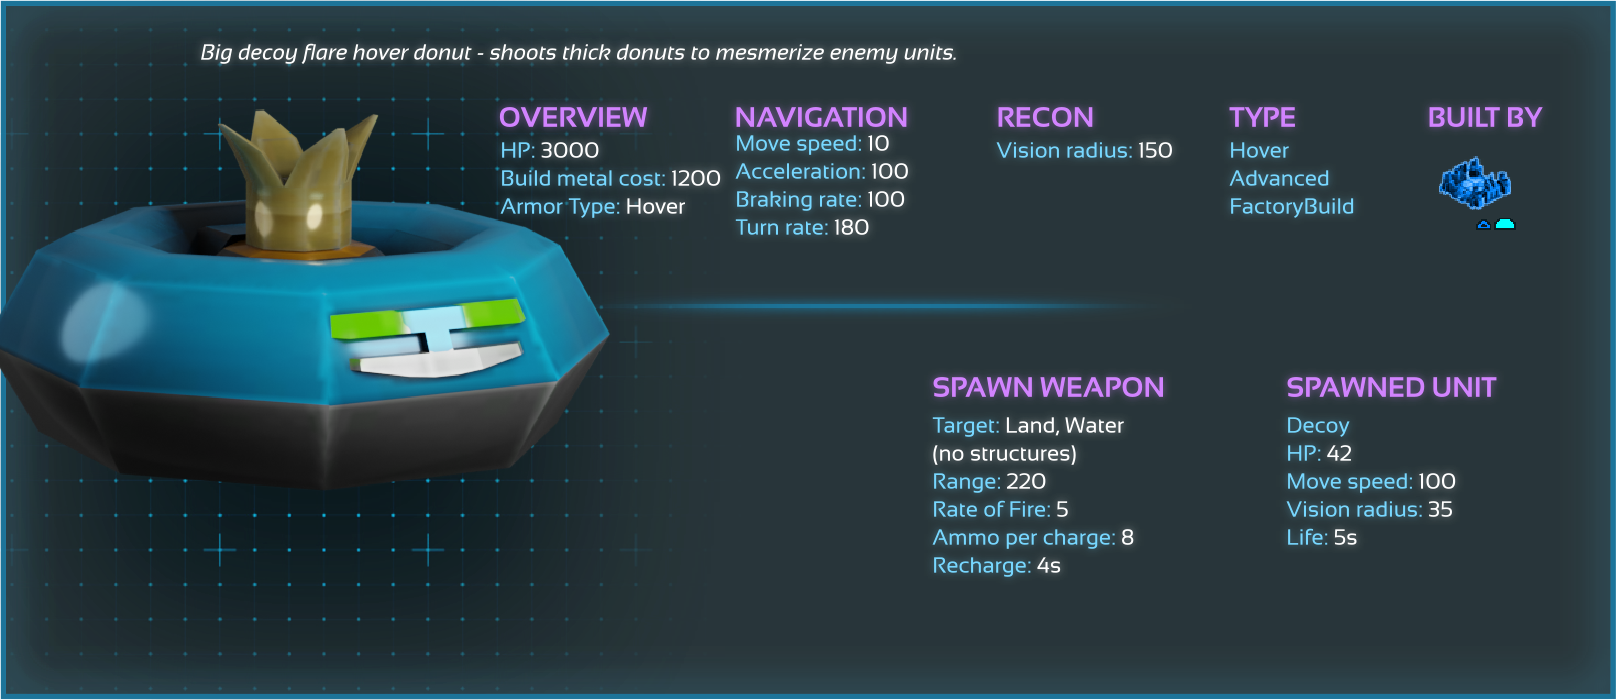 Big decoy flare hover donut - shoots thick donuts to mesmerize enemy units.
OVERVIEW
HP: 3000
Build metal cost: 1200
Armor Type: Hover
NAVIGATION
Move speed: 10
Acceleration: 100
Braking rate: 100
Turn rate: 180
RECON
Vision radius: 150
TYPE
Hover
Advanced
FactoryBuild
BUILT BY
SPAWN WEAPON
Target: Land, Water
(no structures)
Range: 220
Rate of Fire: 5
Ammo per charge: 8
Recharge: 4s
SPAWNED UNIT
Decoy
HP: 42
Move speed: 100
Vision radius: 35
Life: 5s